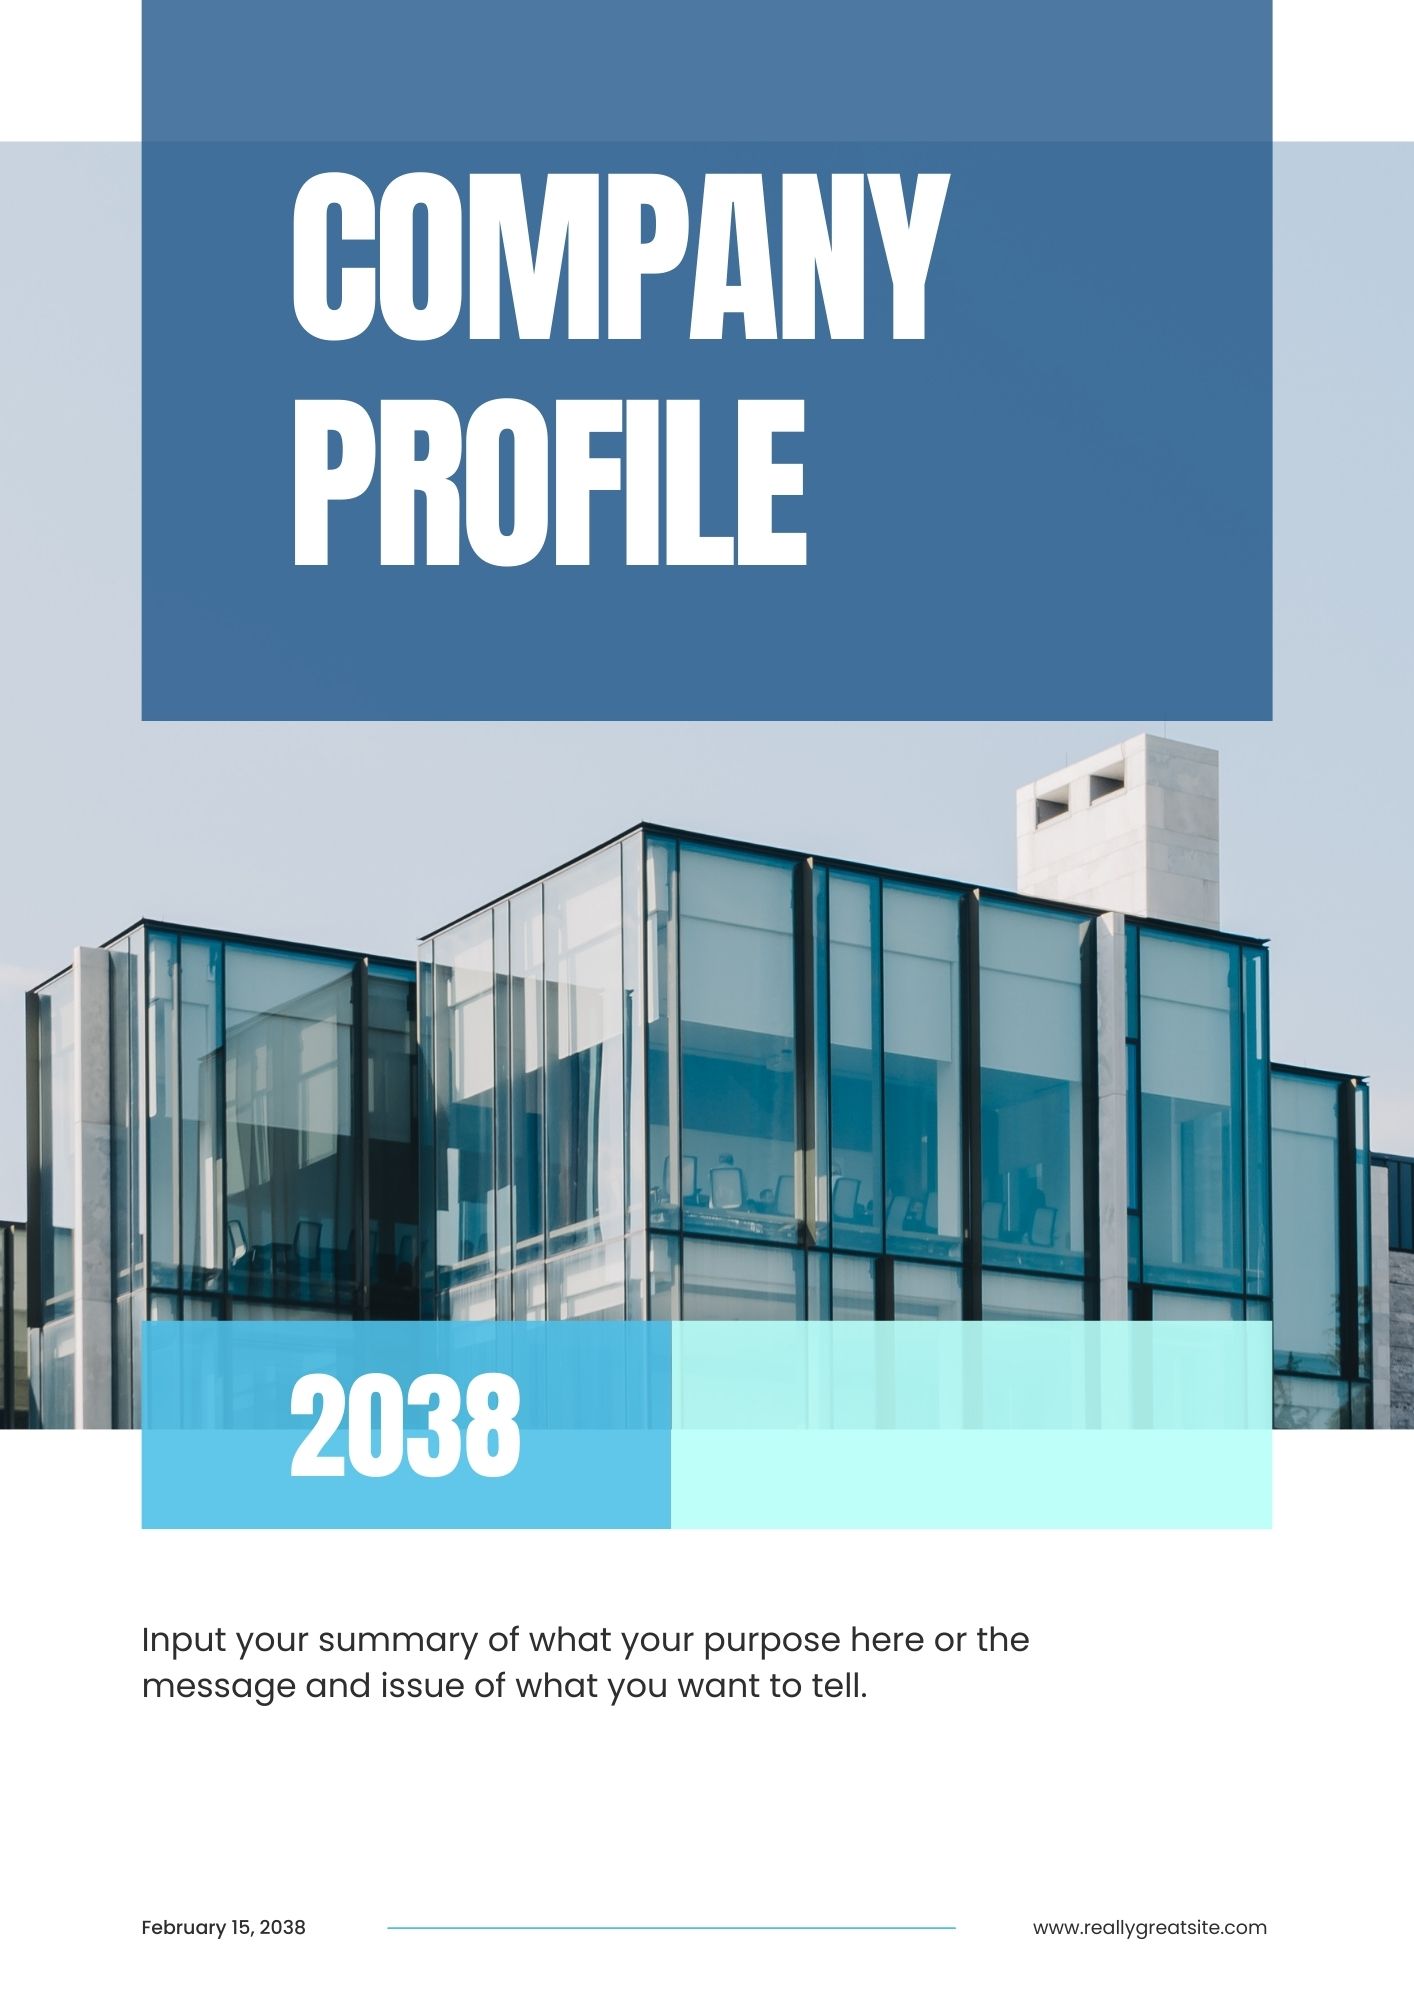 COMPANY
PROFILE
2038
Input your summary of what your purpose here or the
message and issue of what you want to tell.
February 15, 2038
www.reallygreatsite.com